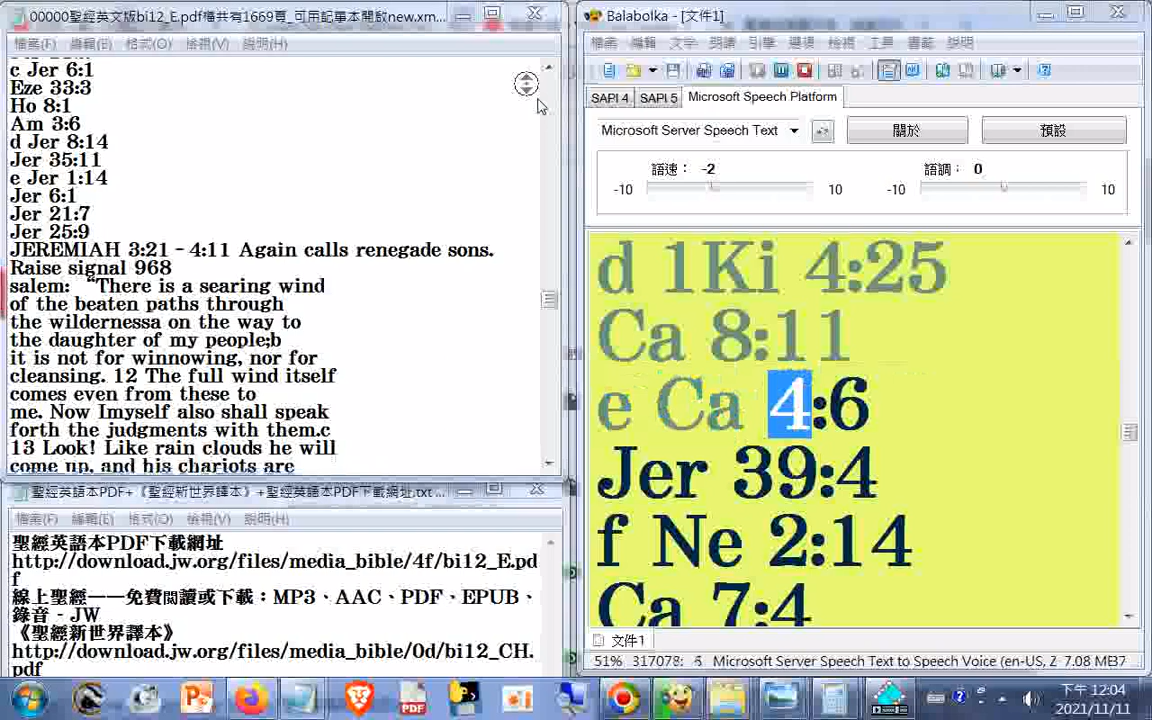 00000聖經英文版bi12_E.pdf檔共有1669頁_可用記事本開啟new.xm...
檔案(F) 編輯(E) 格式(O) 檢視(V) 說明(H)
c Jer 6:1
Eze 33:3
Ho 8:1
Am 3:6
d Jer 8:14
Jer 35:11
e Jer 1:14
Jer 6:1
Jer 21:7
Jer 25:9
JEREMIAH 3:21 – 4:11 Again calls renegade sons.
Raise signal 968
salem: “There is a searing wind
of the beaten paths through
the wildernessa on the way to
the daughter of my people;b
it is not for winnowing, nor for
cleansing. 12 The full wind itself
comes even from these to
me. Now Imyself also shall speak
forth the judgments with them.c
13 Look! Like rain clouds he will
come up, and his chariots are
聖經英語本PDF+《聖經新世界譯本》+聖經英語本PDF下載網址.txt ...
檔案(F) 編輯(E) 格式(O) 檢視(V) 說明(H)
聖經英語本PDF下載網址
http://download.jw.org/files/media_bible/4f/bi12_E.pd
f
線上聖經——免費閱讀或下載：MP3、AAC、PDF、EPUB、
錄音 - JW
《聖經新世界譯本》
http://download.jw.org/files/media_bible/0d/bi12_CH.
pdf
Balabolka - [文件1]
檔案 編輯 文字 朗讀 引擎 選項 檢視 工具 書籤 說明
SAPI 4 SAPI 5 Microsoft Speech Platform
Microsoft Server Speech Text 關於 預設
語速： -2 語調： 0
-10 10 -10 10
d 1Ki 4:25
Ca 8:11
e Ca 4:6
Jer 39:4
f Ne 2:14
Ca 7:4
文件1
51% 317078: 6 Microsoft Server Speech Text to Speech Voice (en-US, Z 7.08 MB
PDF
下午 12:04
2021/11/11